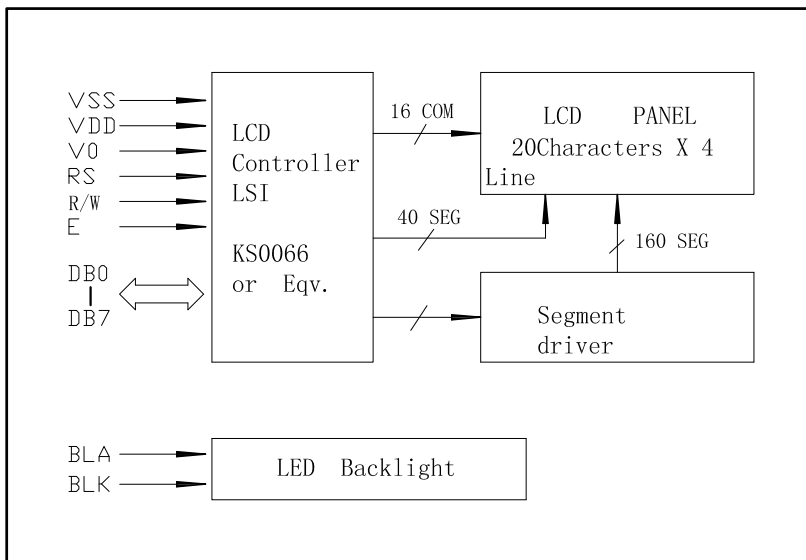 VSS
VDD
V0
RS
R/W
E
DB0
DB7
LCD
Controller
LSI
KS0066
or Eqv.
16 COM
40 SEG
LCD PANEL
20Characters X 4
Line
160 SEG
Segment
driver
BLA
BLK
LED Backlight